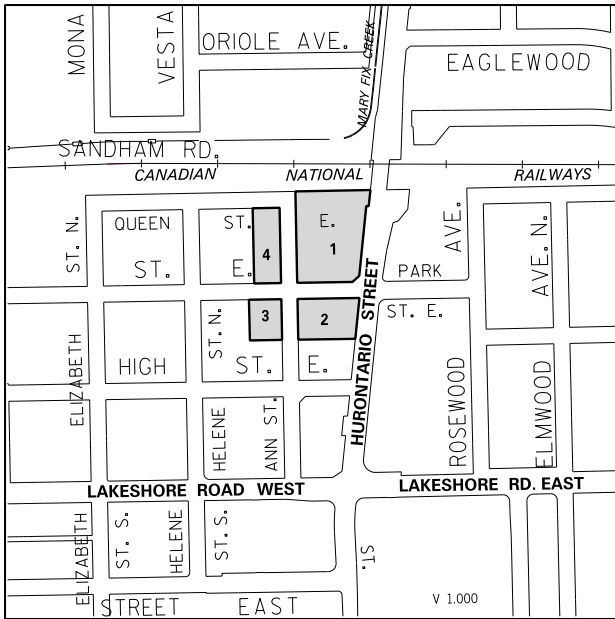 MONA
VESTA
ORIOLE AVE.
MARY FIX CREEK
EAGLEWOOD
SANDHAM RD.
CANADIAN NATIONAL RAILWAYS
ST. N.
QUEEN ST. E.
1
4
AVE.
AVE. N.
ST. E.
PARK
ST. E.
HURONTARIO STREET
3
2
ST. N.
ELIZABETH
HIGH ST. E.
ROSEWOOD
ELMWOOD
HELENE
ANN ST.
LAKESHORE ROAD WEST
LAKESHORE RD. EAST
ELIZABETH
ST. S.
HELENE
ST. S.
ST.
STREET EAST
V 1.000